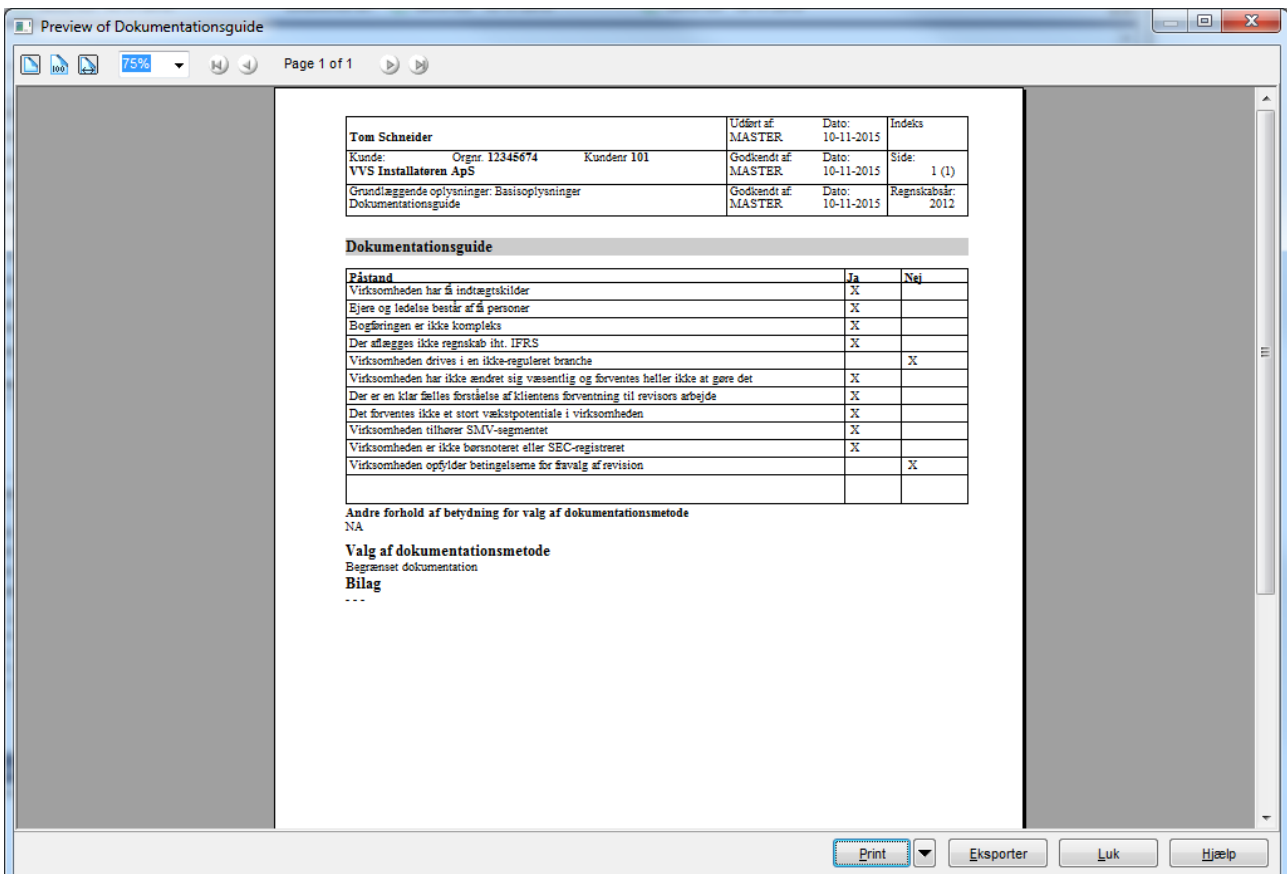 Preview of Dokumentationsguide
100 75% Page 1 of 1
Tom Schneider
Udført af: Dato: Indeks
MASTER 10-11-2015
Kunde: Orgnr. 12345674 Kundenr 101
VVS Installatøren ApS
Godkendt af: Dato: Side:
MASTER 10-11-2015 1 (1)
Grundlæggende oplysninger: Basisoplysninger
Dokumentationsguide
Godkendt af: Dato: Regnskabsår:
MASTER 10-11-2015 2012
Dokumentationsguide
Påstand Ja Nej
Virksomheden har få indtægtskilder X
Ejere og ledelse består af få personer X
Bogføringen er ikke kompleks X
Der aflægges ikke regnskab iht. IFRS X
Virksomheden drives i en ikke-reguleret branche X
Virksomheden har ikke ændret sig væsentlig og forventes heller ikke at gøre det X
Der er en klar fælles forståelse af klientens forventning til revisors arbejde X
Det forventes ikke et stort vækstpotentiale i virksomheden X
Virksomheden tilhører SMV-segmentet X
Virksomheden er ikke børsnoteret eller SEC-registreret X
Virksomheden opfylder betingelserne for fravalg af revision X
Andre forhold af betydning for valg af dokumentationsmetode
NA
Valg af dokumentationsmetode
Begrænset dokumentation
Bilag
- - -
Print Eksporter Luk Hjælp